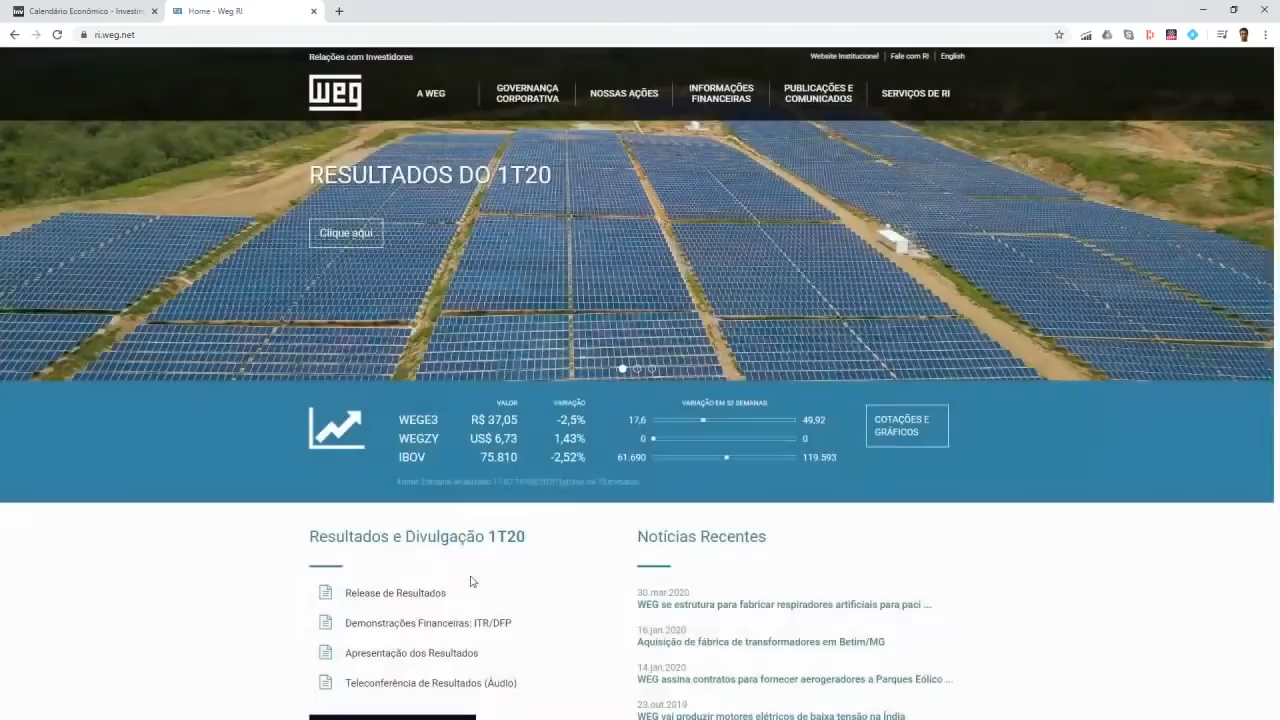 Calendário Econômico - Investing
Home - Weg RI
ri.weg.net
Relações com Investidores
Website Institucional
Fale com RI
English
weg
A WEG
GOVERNANÇA
CORPORATIVA
NOSSAS AÇÕES
INFORMAÇÕES
FINANCEIRAS
PUBLICAÇÕES E
COMUNICADOS
SERVIÇOS DE RI
RESULTADOS DO 1T20
Clique aqui
VALOR VARIAÇÃO VARIAÇÃO EM 52 SEMANAS
WEGE3 R$ 37,05 -2,5% 17,6 49,92
WEGZY US$ 6,73 1,43% 0 0
IBOV 75.810 -2,52% 61.690 119.593
COTAÇÕES E
GRÁFICOS
Resultados e Divulgação 1T20
Release de Resultados
Demonstrações Financeiras: ITR/DFP
Apresentação dos Resultados
Teleconferência de Resultados (Áudio)
Notícias Recentes
30.mar.2020
WEG se estrutura para fabricar respiradores artificiais para paci ...
16.jan.2020
Aquisição de fábrica de transformadores em Betim/MG
14.jan.2020
WEG assina contratos para fornecer aerogeradores a Parques Eólico ...
23.out.2019
WEG vai produzir motores elétricos de baixa tensão na Índia